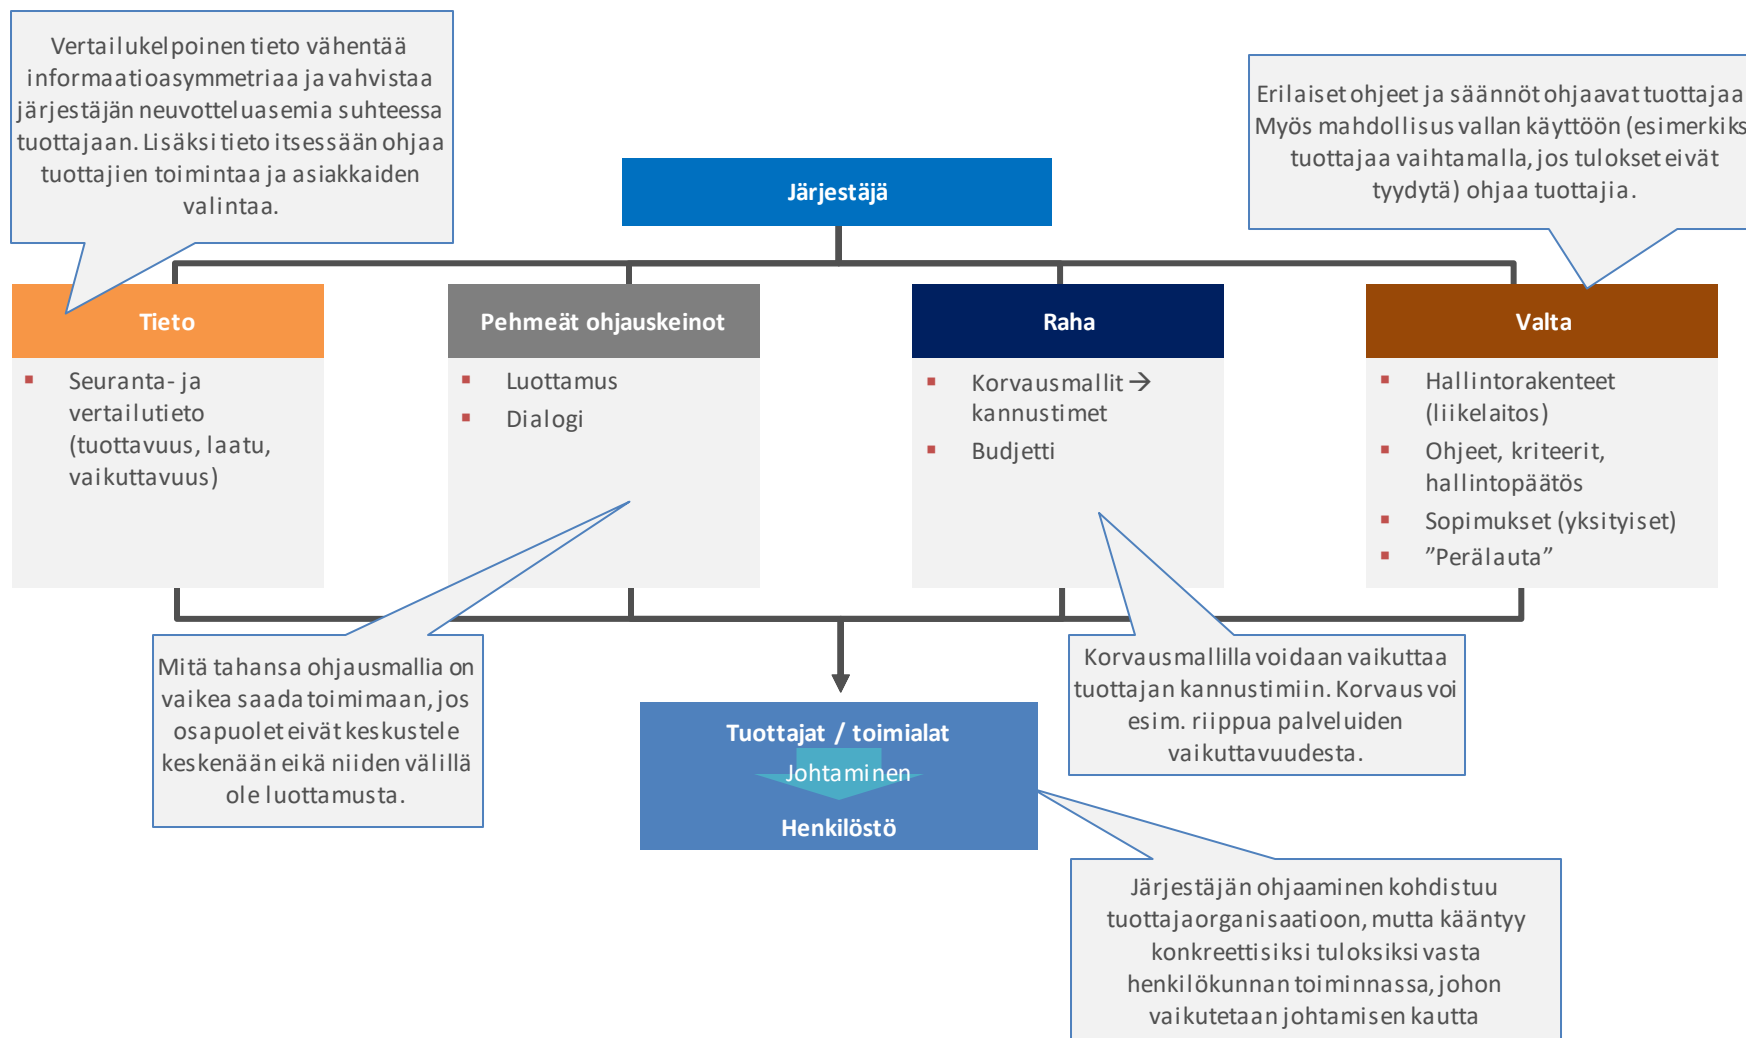 Vertailukelpoinen tieto vähentää
informaatioasymmetriaa ja vahvistaa
järjestäjän neuvotteluasemia suhteessa
tuottajaan. Lisäksi tieto itsessään ohjaa
tuottajien toimintaa ja asiakkaiden
valintaa.
Erilaiset ohjeet ja säännöt ohjaavat tuottajaa
Myös mahdollisuus vallan käyttöön (esimerkiks
tuottajaa vaihtamalla, jos tulokset eivät
tyydytä) ohjaa tuottajia.
Järjestäjä
Tieto
▪ Seuranta- ja
vertailutieto
(tuottavuus, laatu,
vaikuttavuus)
Pehmeät ohjauskeinot
▪ Luottamus
▪ Dialogi
Raha
▪ Korvausmallit →
kannustimet
▪ Budjetti
Valta
▪ Hallintorakenteet
(liikelaitos)
▪ Ohjeet, kriteerit,
hallintopäätös
▪ Sopimukset (yksityiset)
▪ ”Perälauta”
Mitä tahansa ohjausmallia on
vaikea saada toimimaan, jos
osapuolet eivät keskustele
keskenään eikä niiden välillä
ole luottamusta.
Korvausmallilla voidaan vaikuttaa
tuottajan kannustimiin. Korvaus voi
esim. riippua palveluiden
vaikuttavuudesta.
Tuottajat / toimialat
Johtaminen
Henkilöstö
Järjestäjän ohjaaminen kohdistuu
tuottajaorganisaatioon, mutta kääntyy
konkreettisiksi tuloksiksi vasta
henkilökunnan toiminnassa, johon
vaikutetaan johtamisen kautta